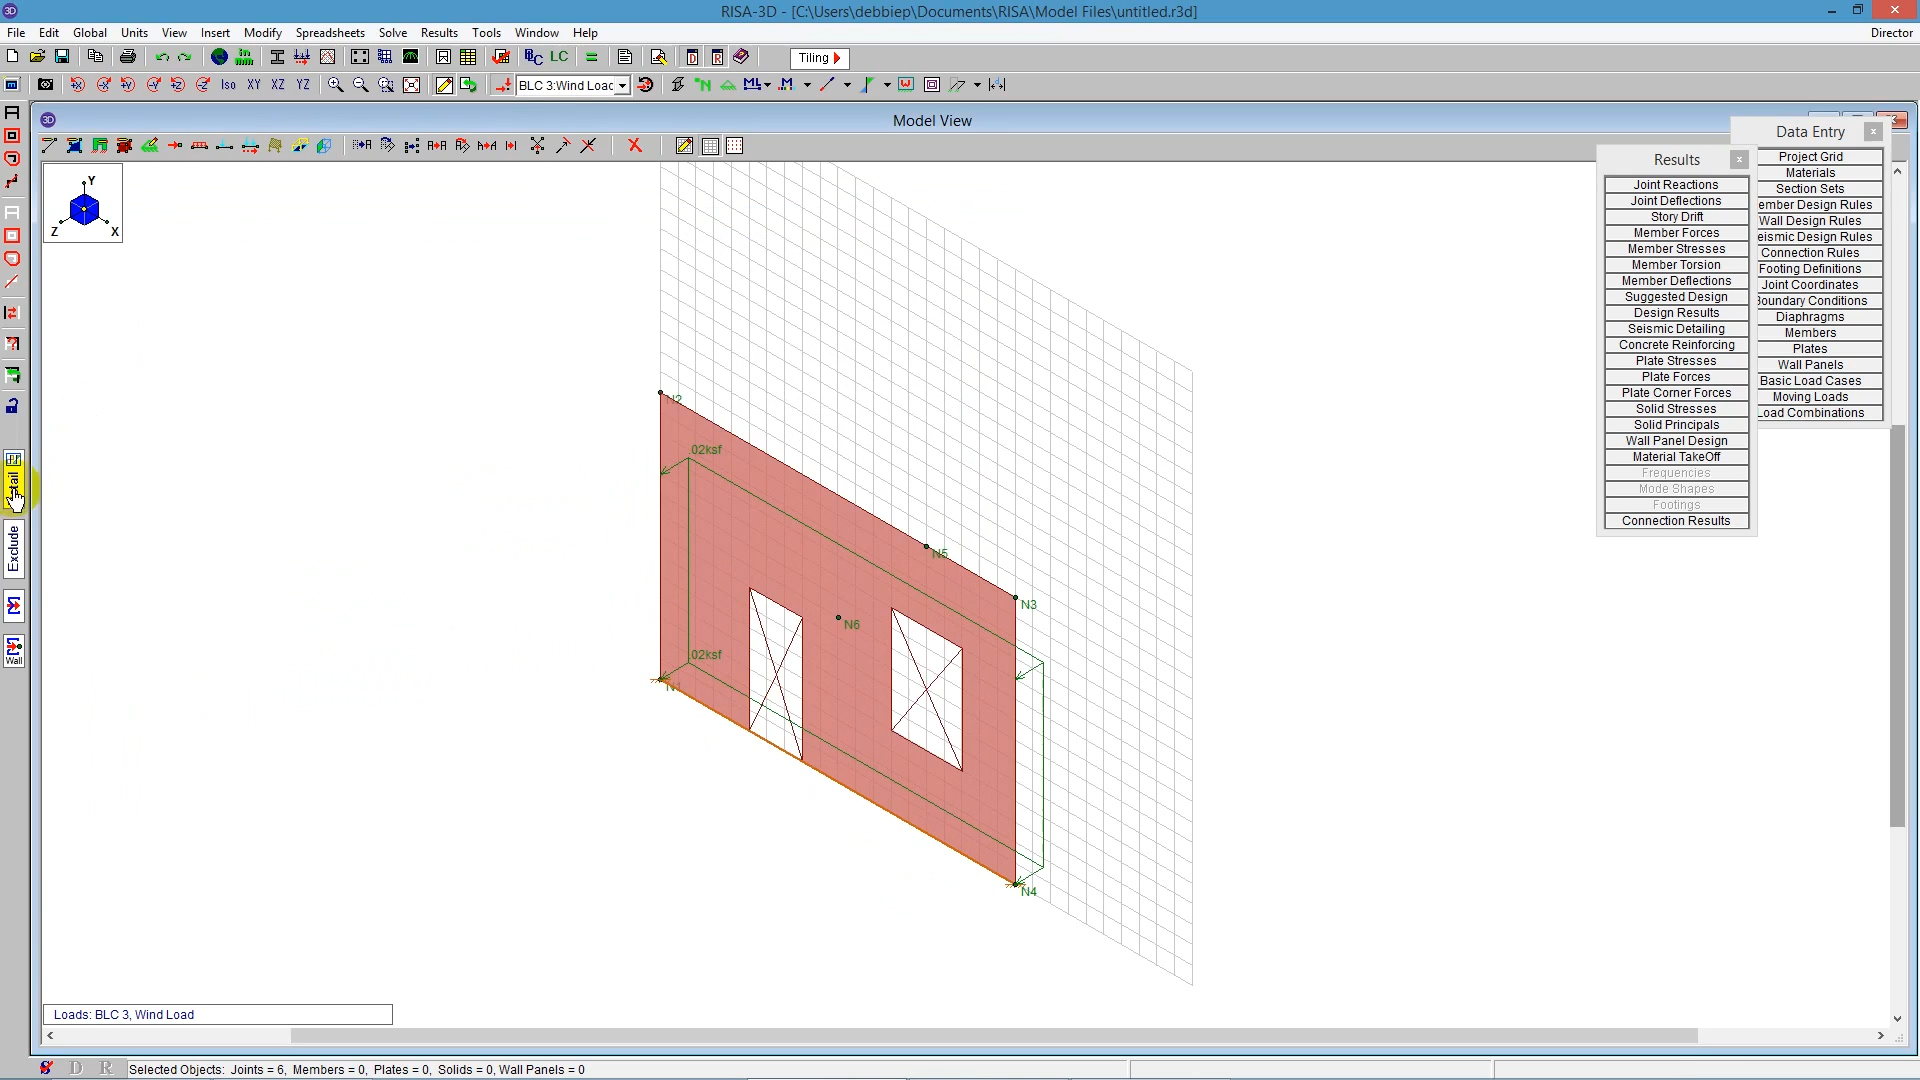 RISA-3D - [C:\Users\debbiep\Documents\RISA\Model Files\untitled.r3d]
File Edit Global Units View Insert Modify Spreadsheets Solve Results Tools Window Help Director
LC Tiling
Iso XY XZ YZ BLC 3:Wind Loac
3D Model View
Data Entry
Project Grid
Materials
Section Sets
ember Design Rules
Wall Design Rules
eismic Design Rules
Connection Rules
Footing Definitions
Joint Coordinates
Boundary Conditions
Diaphragms
Members
Plates
Wall Panels
Basic Load Cases
Moving Loads
Load Combinations
Results
Joint Reactions
Joint Deflections
Story Drift
Member Forces
Member Stresses
Member Torsion
Member Deflections
Suggested Design
Design Results
Seismic Detailing
Concrete Reinforcing
Plate Stresses
Plate Forces
Plate Corner Forces
Solid Stresses
Solid Principals
Wall Panel Design
Material TakeOff
Frequencies
Mode Shapes
Footings
Connection Results
Y
Z X
N2
.02ksf
N5
N3
N6
.02ksf
N1
N4
Exclude
Wall
Loads: BLC 3, Wind Load
S D R Selected Objects: Joints = 6, Members = 0, Plates = 0, Solids = 0, Wall Panels = 0